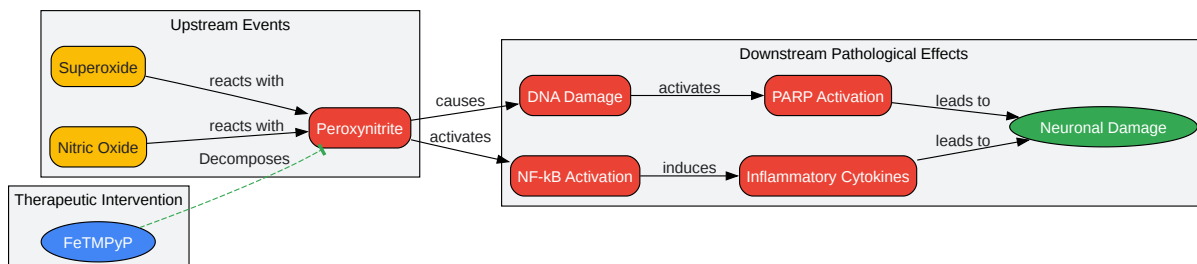 Upstream Events
Superoxide
reacts with
Nitric Oxide
reacts with
Peroxynitrite
Decomposes
Therapeutic Intervention
FeTMPyP
causes
activates
Downstream Pathological Effects
DNA Damage
activates
PARP Activation
leads to
NF-kB Activation
induces
Inflammatory Cytokines
leads to
Neuronal Damage